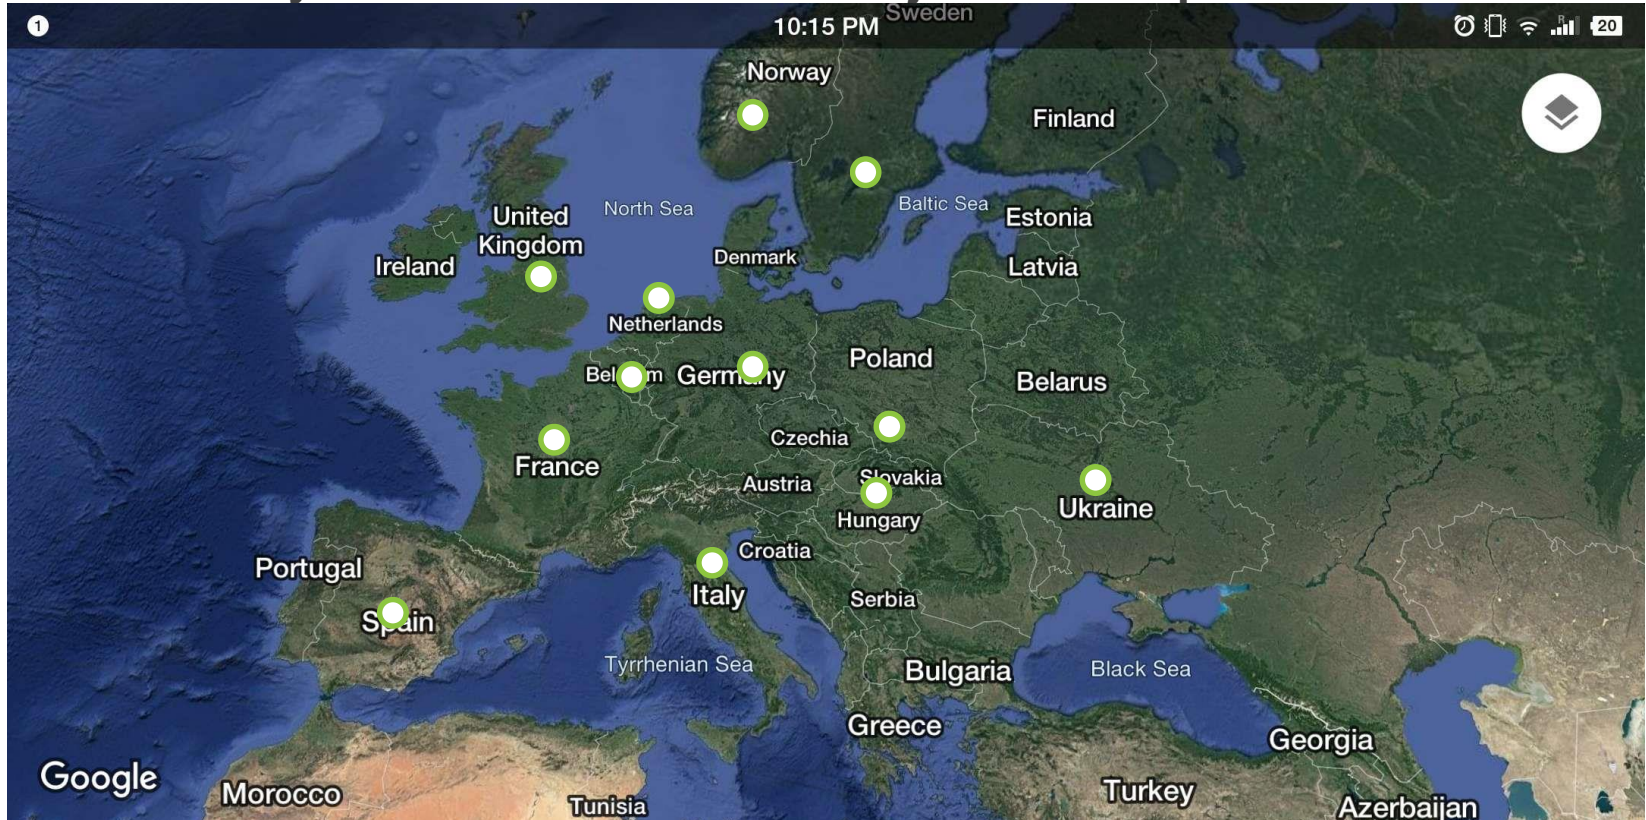 1
10:15 PM
R
20
Sweden
Norway
Finland
North Sea
Baltic Sea
United
Kingdom
Estonia
Ireland
Denmark
Latvia
Netherlands
Poland
Germany
Belarus
Czechia
France
Austria
Slovakia
Ukraine
Hungary
Croatia
Portugal
Italy
Serbia
Spain
Tyrrhenian Sea
Bulgaria
Black Sea
Greece
Georgia
Google
Morocco
Tunisia
Turkey
Azerbaijan